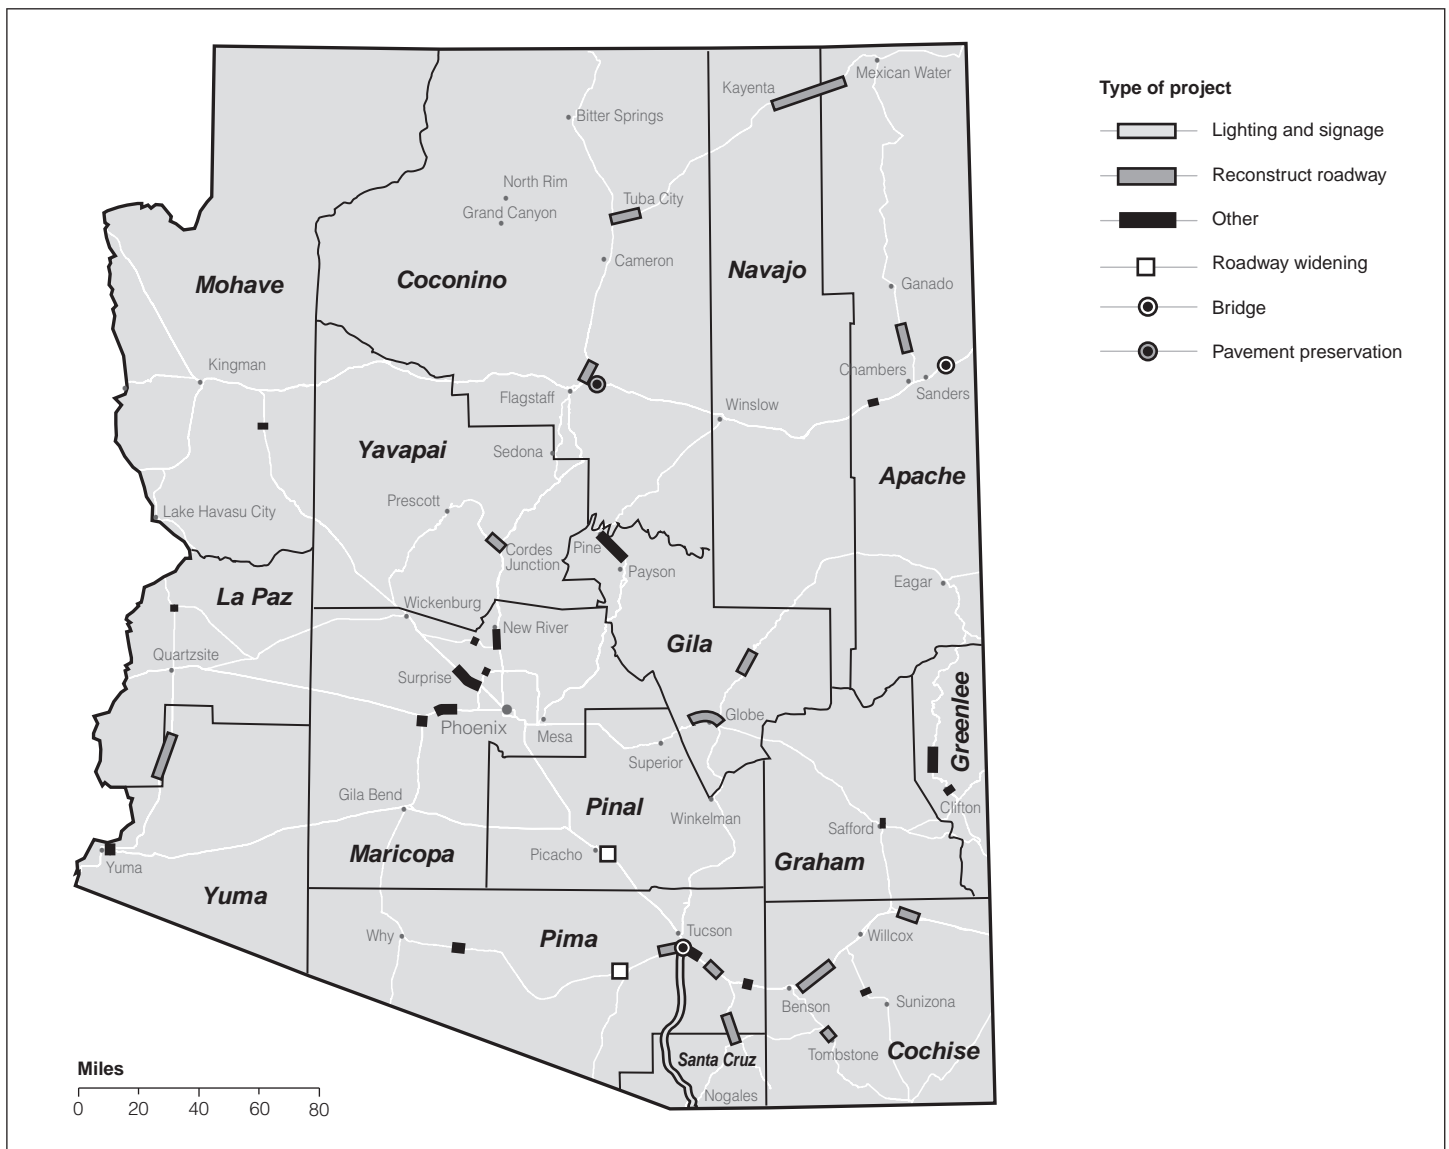 Kayenta
Mexican Water
Type of project
Lighting and signage
Bitter Springs
Reconstruct roadway
North Rim
Tuba City
Grand Canyon
Other
Cameron
Navajo
Roadway widening
Mohave
Coconino
Ganado
Bridge
Pavement preservation
Kingman
Chambers
Flagstaff
Sanders
Winslow
Yavapai
Sedona
Apache
Prescott
Lake Havasu City
Pine
Cordes
Junction
Payson
Eagar
La Paz
Wickenburg
New River
Gila
Quartzsite
Surprise
Greenlee
Globe
Phoenix
Mesa
Superior
Gila Bend
Pinal
Clifton
Winkelman
Safford
Maricopa
Picacho
Graham
Yuma
Yuma
Tucson
Why
Pima
Willcox
Benson
Sunizona
Tombstone
Cochise
Santa Cruz
Miles
Nogales
0 20 40 60 80